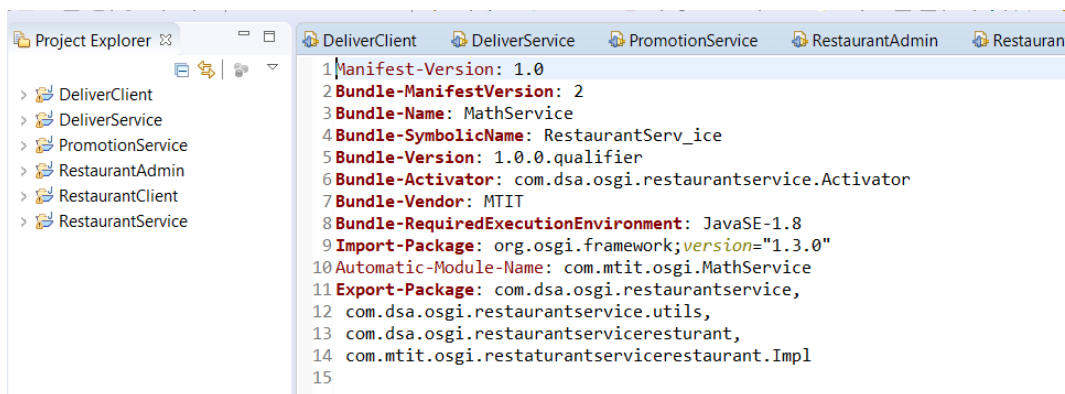 Project Explorer
DeliverClient
DeliverService
PromotionService
RestaurantAdmin
RestaurantClient
RestaurantService
DeliverClient DeliverService PromotionService RestaurantAdmin Restauran
1 Manifest-Version: 1.0
2 Bundle-ManifestVersion: 2
3 Bundle-Name: MathService
4 Bundle-SymbolicName: RestaurantServ_ice
5 Bundle-Version: 1.0.0.qualifier
6 Bundle-Activator: com.dsa.osgi.restaurantservice.Activator
7 Bundle-Vendor: MTIT
8 Bundle-RequiredExecutionEnvironment: JavaSE-1.8
9 Import-Package: org.osgi.framework;version="1.3.0"
10 Automatic-Module-Name: com.mtit.osgi.MathService
11 Export-Package: com.dsa.osgi.restaurantservice,
12 com.dsa.osgi.restaurantservice.utils,
13 com.dsa.osgi.restaurantserviceresturant,
14 com.mtit.osgi.restaturantservicerestaurant.Impl
15